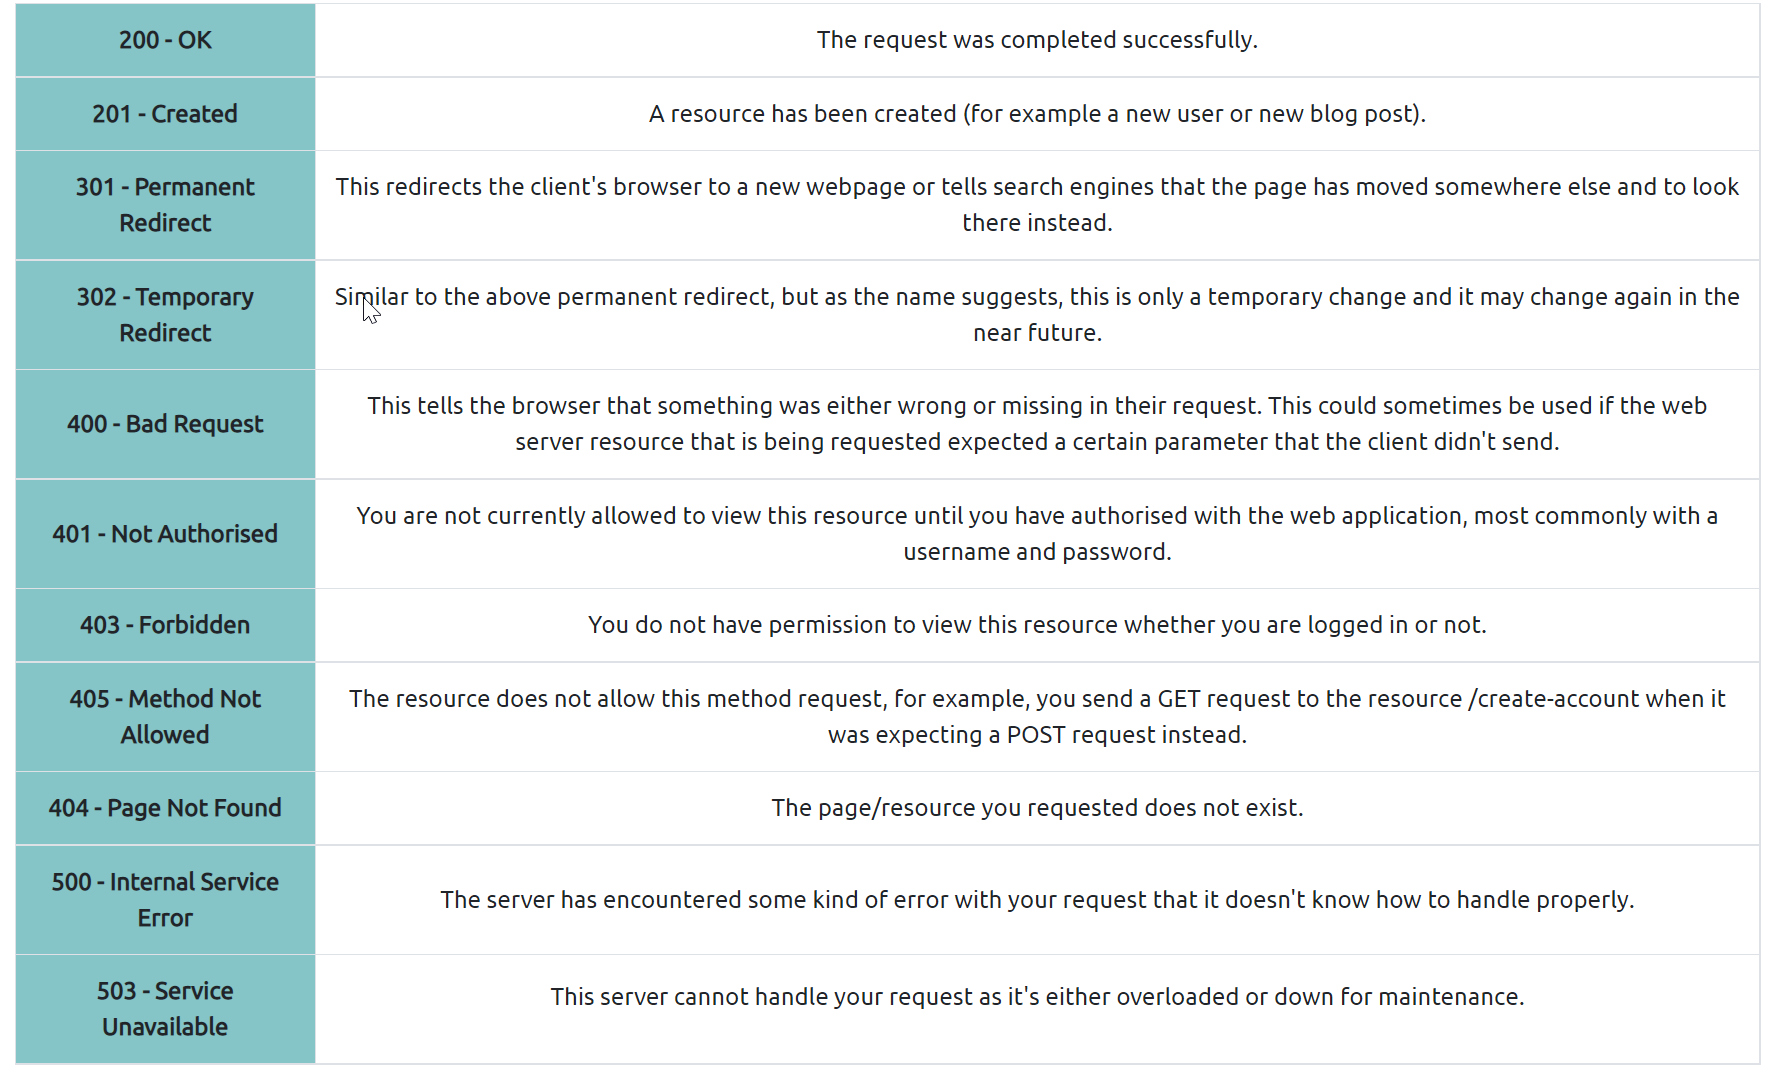 200 - OK
The request was completed successfully.
201 - Created
A resource has been created (for example a new user or new blog post).
301 - Permanent
Redirect
This redirects the client's browser to a new webpage or tells search engines that the page has moved somewhere else and to look
there instead.
302 - Temporary
Redirect
Similar to the above permanent redirect, but as the name suggests, this is only a temporary change and it may change again in the
near future.
400 - Bad Request
This tells the browser that something was either wrong or missing in their request. This could sometimes be used if the web
server resource that is being requested expected a certain parameter that the client didn't send.
401 - Not Authorised
You are not currently allowed to view this resource until you have authorised with the web application, most commonly with a
username and password.
403 - Forbidden
You do not have permission to view this resource whether you are logged in or not.
405 - Method Not
Allowed
The resource does not allow this method request, for example, you send a GET request to the resource /create-account when it
was expecting a POST request instead.
404 - Page Not Found
The page/resource you requested does not exist.
500 - Internal Service
Error
The server has encountered some kind of error with your request that it doesn't know how to handle properly.
503 - Service
Unavailable
This server cannot handle your request as it's either overloaded or down for maintenance.